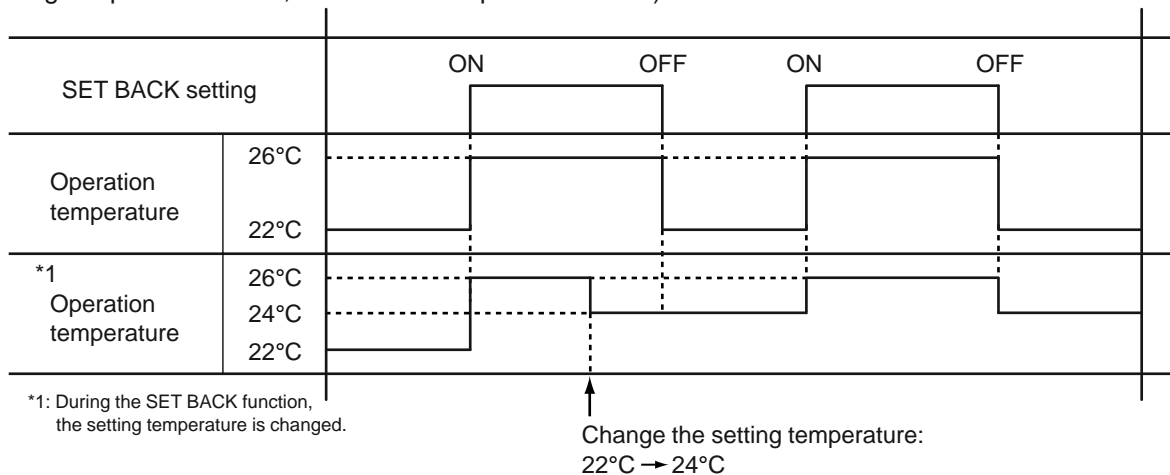 ON OFF ON OFF
SET BACK setting
26°C
Operation
temperature
22°C
*1
Operation
temperature
26°C
24°C
22°C
*1: During the SET BACK function,
the setting temperature is changed.
Change the setting temperature:
22°C → 24°C